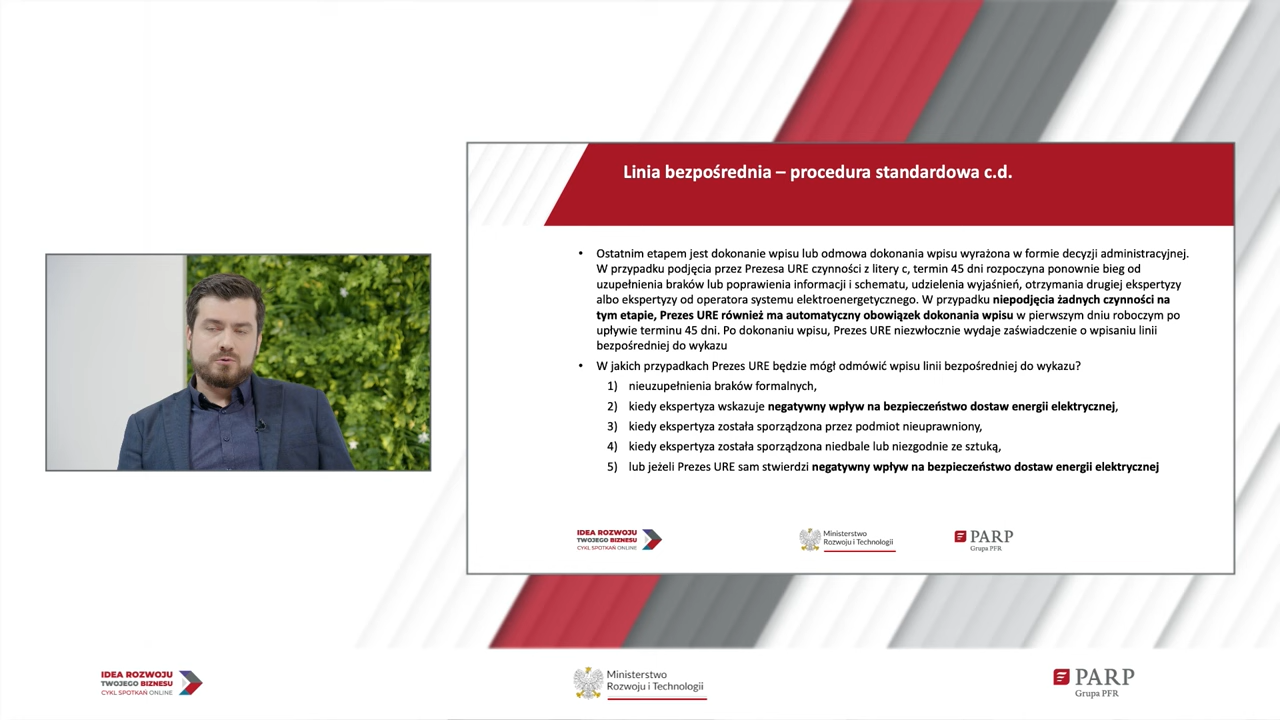 Linia bezpośrednia – procedura standardowa c.d.
• Ostatnim etapem jest dokonanie wpisu lub odmowa dokonania wpisu wyrażona w formie decyzji administracyjnej.
W przypadku podjęcia przez Prezesa URE czynności z litery c, termin 45 dni rozpoczyna ponownie bieg od
uzupełnienia braków lub poprawienia informacji i schematu, udzielenia wyjaśnień, otrzymania drugiej ekspertyzy
albo ekspertyzy od operatora systemu elektroenergetycznego. W przypadku niepodjęcia żadnych czynności na
tym etapie, Prezes URE również ma automatyczny obowiązek dokonania wpisu w pierwszym dniu roboczym po
upływie terminu 45 dni. Po dokonaniu wpisu, Prezes URE niezwłocznie wydaje zaświadczenie o wpisaniu linii
bezpośredniej do wykazu
• W jakich przypadkach Prezes URE będzie mógł odmówić wpisu linii bezpośredniej do wykazu?
1) nieuzupełnienia braków formalnych,
2) kiedy ekspertyza wskazuje negatywny wpływ na bezpieczeństwo dostaw energii elektrycznej,
3) kiedy ekspertyza została sporządzona przez podmiot nieuprawniony,
4) kiedy ekspertyza została sporządzona niedbale lub niezgodnie ze sztuką,
5) lub jeżeli Prezes URE sam stwierdzi negatywny wpływ na bezpieczeństwo dostaw energii elektrycznej
IDEA ROZWOJU
TWOJEGO BIZNESU
CYKL SPOTKAŃ ONLINE
Ministerstwo
Rozwoju i Technologii
PARP
Grupa PFR
IDEA ROZWOJU
TWOJEGO BIZNESU
CYKL SPOTKAŃ ONLINE
Ministerstwo
Rozwoju i Technologii
PARP
Grupa PFR